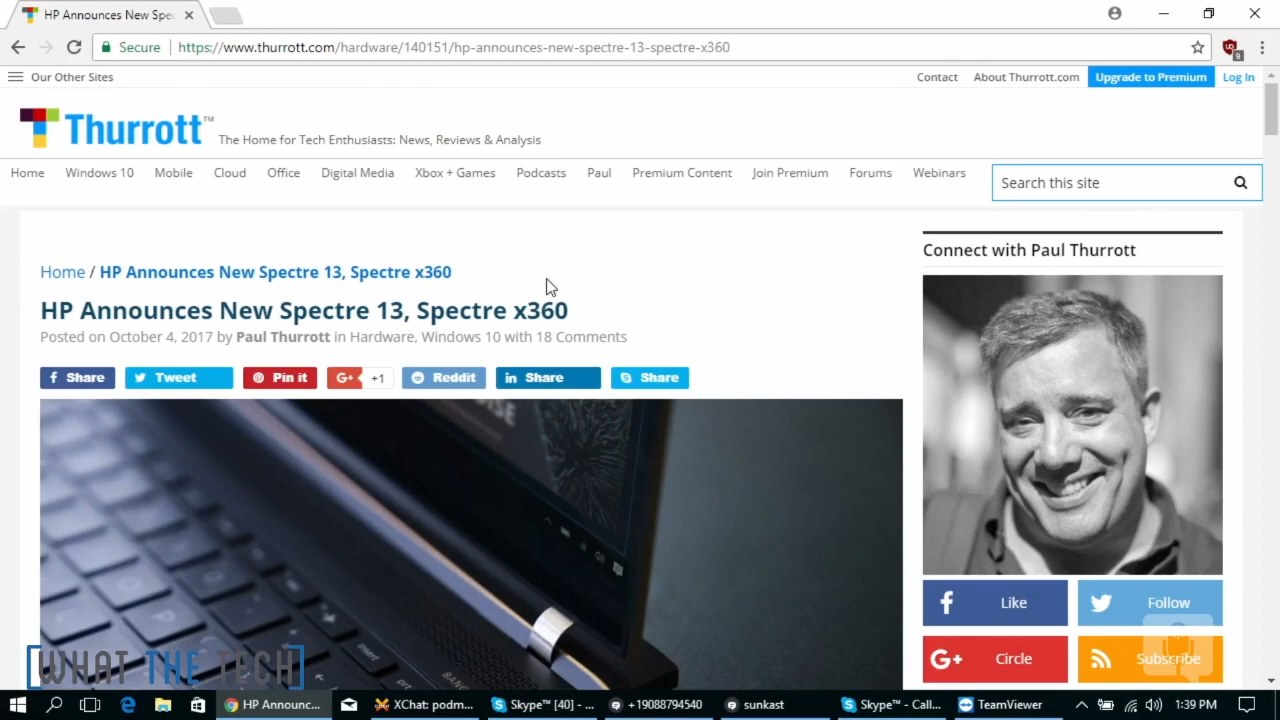 HP Announces New Spec
Secure
https://www.thurrott.com/hardware/140151/hp-announces-new-spectre-13-spectre-x360
9
Our Other Sites
Contact About Thurrott.com Upgrade to Premium Log In
Thurrott™ The Home for Tech Enthusiasts: News, Reviews & Analysis
Home Windows 10 Mobile Cloud Office Digital Media Xbox + Games Podcasts Paul Premium Content Join Premium Forums Webinars
Search this site
Home / HP Announces New Spectre 13, Spectre x360
HP Announces New Spectre 13, Spectre x360
Posted on October 4, 2017 by Paul Thurrott in Hardware, Windows 10 with 18 Comments
Share Tweet Pin it G+ +1 Reddit in Share Share
Connect with Paul Thurrott
BANG
Like
Follow
G+ Circle
Subscribe
[WHAT THE TECH]
HP Announc...
XChat: podm...
Skype™ [40] - ...
+19088794540
sunkast
Skype™ - Call...
TeamViewer
1:39 PM